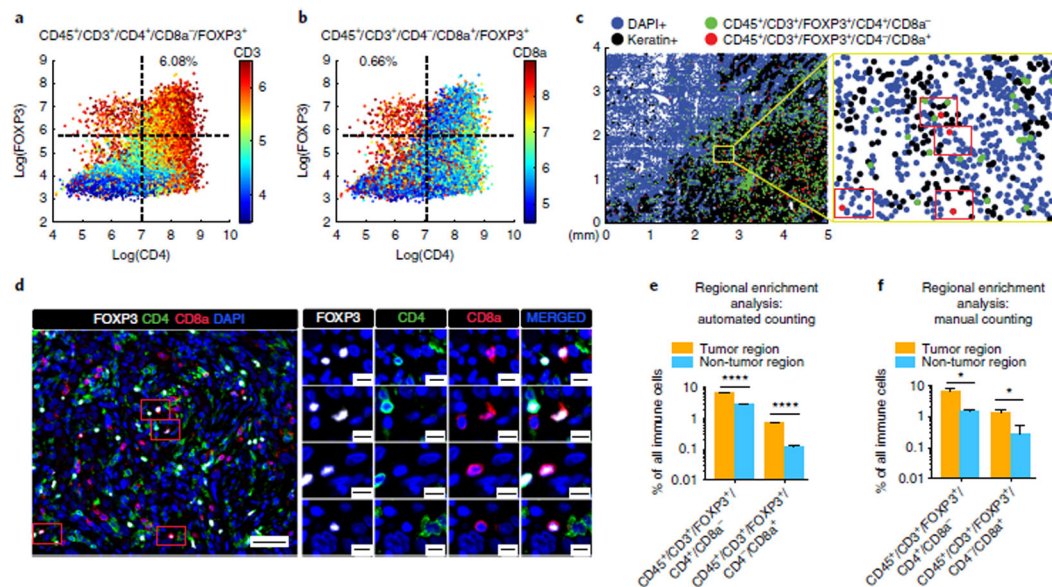 a
CD45+/CD3+/CD4+/CD8a−/FOXP3+
6.08%
CD3
9
8
7
6
5
4
3
2
Log(FOXP3)
4 5 6 7 8 9 10
Log(CD4)
6
5
4
b
CD45+/CD3+/CD4−/CD8a+/FOXP3+
0.66%
CD8a
9
8
7
6
5
4
3
2
Log(FOXP3)
4 5 6 7 8 9 10
Log(CD4)
8
7
6
5
c
DAPI+
Keratin+
CD45+/CD3+/FOXP3+/CD4+/CD8a−
CD45+/CD3+/FOXP3+/CD4−/CD8a+
4
3
2
1
0
(mm)
0 1 2 3 4 5
d
FOXP3 CD4 CD8a DAPI
FOXP3 CD4 CD8a MERGED
e
Regional enrichment
analysis:
automated counting
Tumor region
Non-tumor region
****
****
% of all immune cells
10
1
0.1
0.01
CD45+/CD3+/FOXP3+/
CD4+/CD8a−
CD45+/CD3+/FOXP3+/
CD4−/CD8a+
f
Regional enrichment
analysis:
manual counting
Tumor region
Non-tumor region
*
*
% of all immune cells
10
1
0.1
0.01
CD45+/CD3+/FOXP3+/
CD4+/CD8a−
CD45+/CD3+/FOXP3+/
CD4−/CD8a+